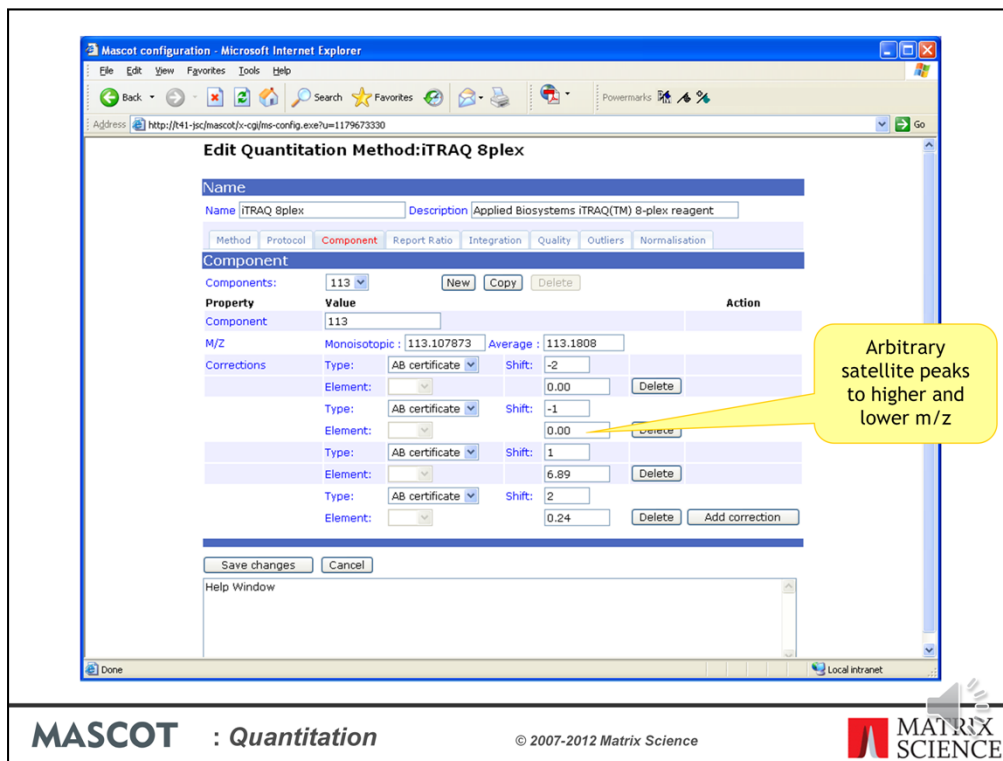 Mascot configuration - Microsoft Internet Explorer
File Edit View Favorites Tools Help
Back Search Favorites Powermarks
Address http://t41-jsc/mascot/x-cgi/ms-config.exe?u=1179673330 Go
Edit Quantitation Method:iTRAQ 8plex
Name
Name iTRAQ 8plex Description Applied Biosystems iTRAQ(TM) 8-plex reagent
Method Protocol Component Report Ratio Integration Quality Outliers Normalisation
Component
Components: 113 New Copy Delete
Property Value Action
Component 113
M/Z Monoisotopic : 113.107873 Average : 113.1808
Corrections Type: AB certificate Shift: -2
Element: 0.00 Delete
Type: AB certificate Shift: -1
Element: 0.00 Delete
Type: AB certificate Shift: 1
Element: 6.89 Delete
Type: AB certificate Shift: 2
Element: 0.24 Delete Add correction
Arbitrary
satellite peaks
to higher and
lower m/z
Save changes Cancel
Help Window
Done Local intranet
MASCOT : Quantitation © 2007-2012 Matrix Science
MATRIX
SCIENCE